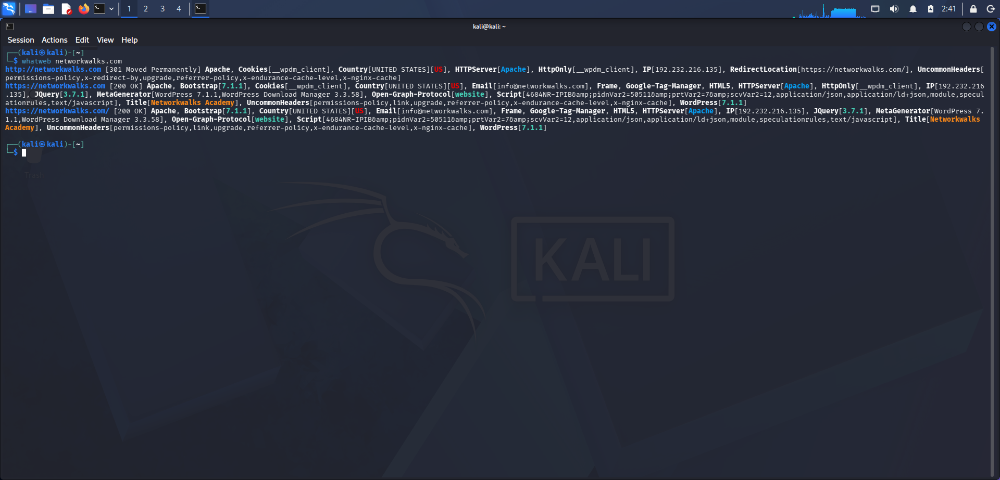 1 2 3 4 2:41
kali@kali: ~
Session Actions Edit View Help
┌──(kali㉿kali)-[~]
└─$ whatweb networkwalks.com
http://networkwalks.com [301 Moved Permanently] Apache, Cookies[__wpdm_client], Country[UNITED STATES][US], HTTPServer[Apache], HttpOnly[__wpdm_client], IP[192.232.216.135], RedirectLocation[https://networkwalks.com/], UncommonHeaders[
permissions-policy,x-redirect-by,upgrade,referrer-policy,x-endurance-cache-level,x-nginx-cache]
https://networkwalks.com [200 OK] Apache, Bootstrap[7.1.1], Cookies[__wpdm_client], Country[UNITED STATES][US], Email[info@networkwalks.com], Frame, Google-Tag-Manager, HTML5, HTTPServer[Apache], HttpOnly[__wpdm_client], IP[192.232.216
.135], JQuery[3.7.1], MetaGenerator[WordPress 7.1.1,WordPress Download Manager 3.3.58], Open-Graph-Protocol[website], Script[4684NR-IPIB&amp;pidnVar2=50511&amp;prtVar2=7&amp;scvVar2=12,application/json,application/ld+json,module,specul
ationrules,text/javascript], Title[Networkwalks Academy], UncommonHeaders[permissions-policy,link,upgrade,referrer-policy,x-endurance-cache-level,x-nginx-cache], WordPress[7.1.1]
https://networkwalks.com/ [200 OK] Apache, Bootstrap[7.1.1], Country[UNITED STATES][US], Email[info@networkwalks.com], Frame, Google-Tag-Manager, HTML5, HTTPServer[Apache], IP[192.232.216.135], JQuery[3.7.1], MetaGenerator[WordPress 7.
1.1,WordPress Download Manager 3.3.58], Open-Graph-Protocol[website], Script[4684NR-IPIB&amp;pidnVar2=50511&amp;prtVar2=7&amp;scvVar2=12,application/json,application/ld+json,module,speculationrules,text/javascript], Title[Networkwalks
Academy], UncommonHeaders[permissions-policy,link,upgrade,referrer-policy,x-endurance-cache-level,x-nginx-cache], WordPress[7.1.1]
┌──(kali㉿kali)-[~]
└─$
Trash
KALI